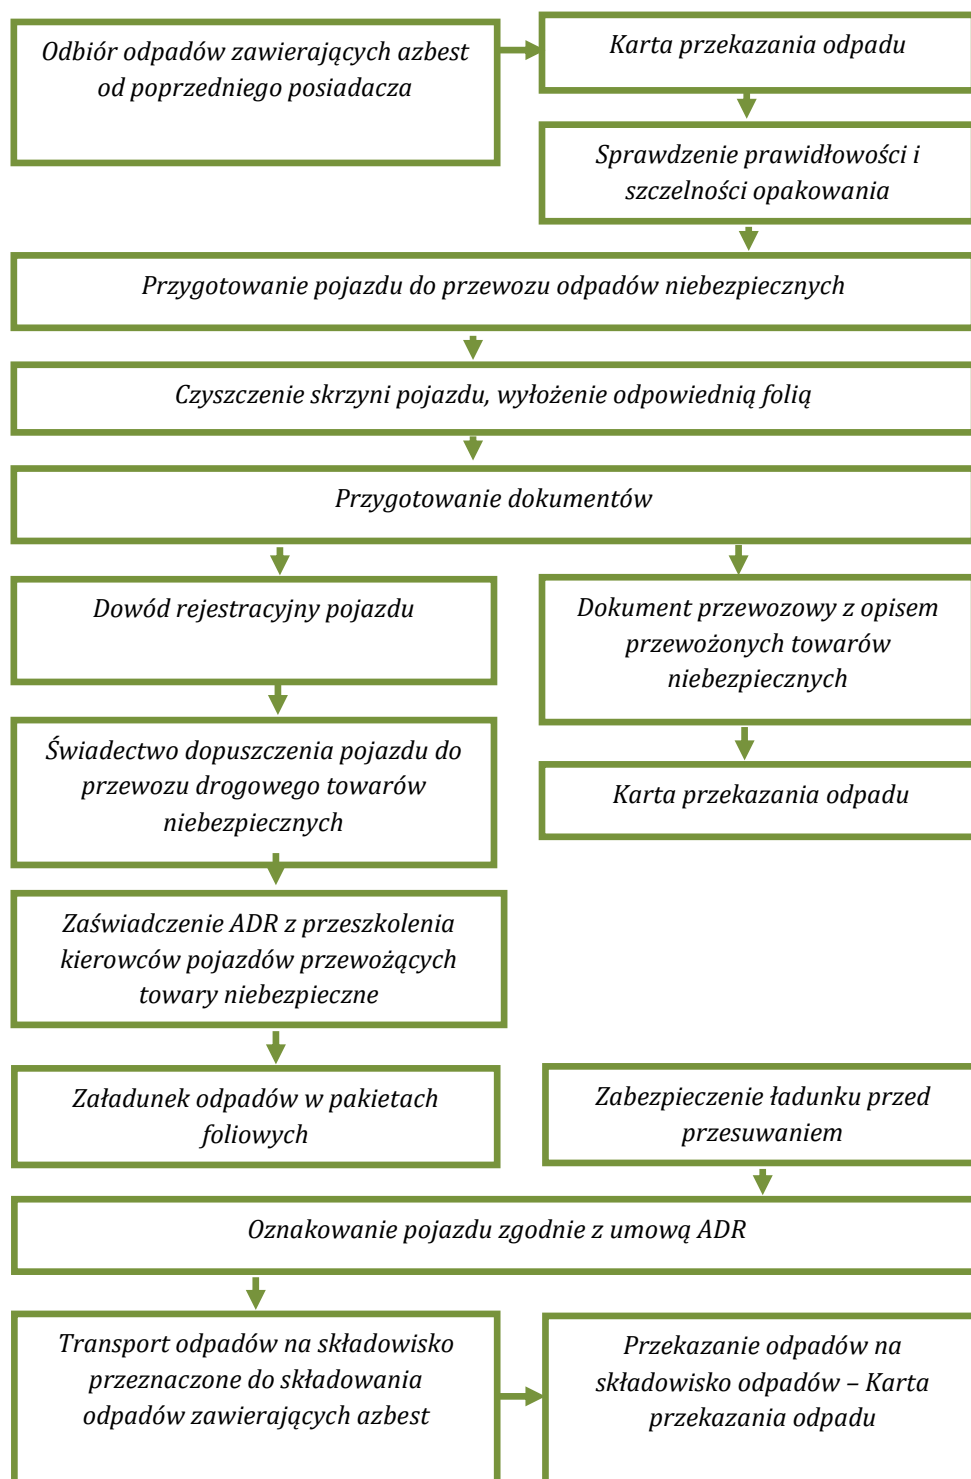 Odbiór odpadów zawierających azbest
od poprzedniego posiadacza
Karta przekazania odpadu
Sprawdzenie prawidłowości i
szczelności opakowania
Przygotowanie pojazdu do przewozu odpadów niebezpiecznych
Czyszczenie skrzyni pojazdu, wyłożenie odpowiednią folią
Przygotowanie dokumentów
Dowód rejestracyjny pojazdu
Dokument przewozowy z opisem
przewożonych towarów
niebezpiecznych
Świadectwo dopuszczenia pojazdu do
przewozu drogowego towarów
niebezpiecznych
Karta przekazania odpadu
Zaświadczenie ADR z przeszkolenia
kierowców pojazdów przewożących
towary niebezpieczne
Załadunek odpadów w pakietach
foliowych
Zabezpieczenie ładunku przed
przesuwaniem
Oznakowanie pojazdu zgodnie z umową ADR
Transport odpadów na składowisko
przeznaczone do składowania
odpadów zawierających azbest
Przekazanie odpadów na
składowisko odpadów – Karta
przekazania odpadu